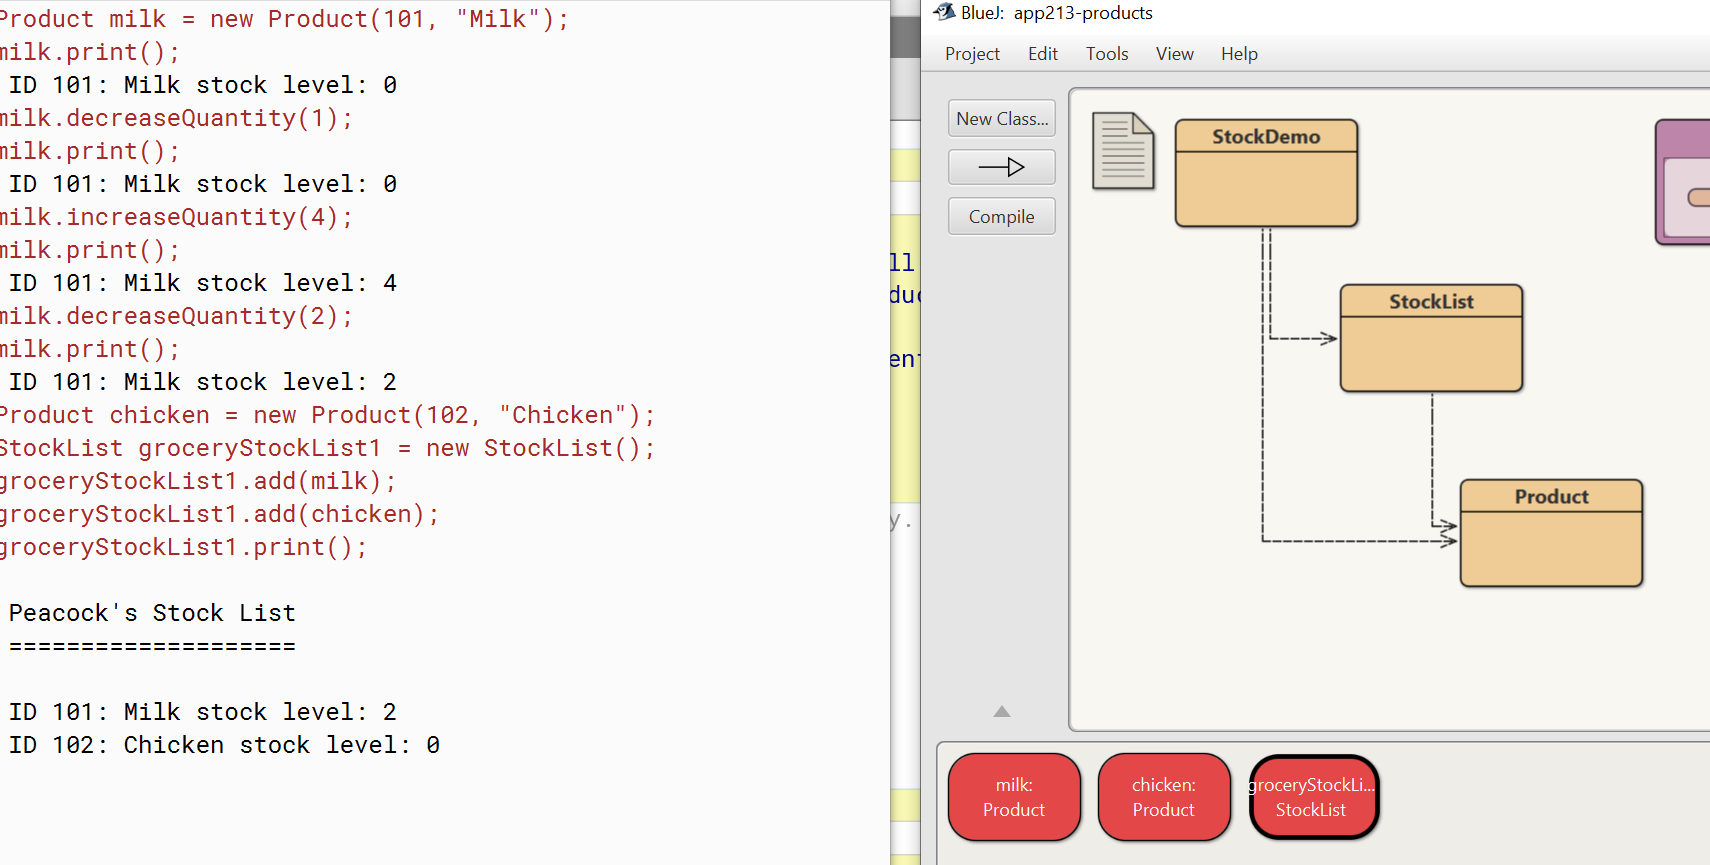 Product milk = new Product(101, "Milk");
milk.print();
ID 101: Milk stock level: 0
milk.decreaseQuantity(1);
milk.print();
ID 101: Milk stock level: 0
milk.increaseQuantity(4);
milk.print();
ID 101: Milk stock level: 4
milk.decreaseQuantity(2);
milk.print();
ID 101: Milk stock level: 2
Product chicken = new Product(102, "Chicken");
StockList groceryStockList1 = new StockList();
groceryStockList1.add(milk);
groceryStockList1.add(chicken);
groceryStockList1.print();
Peacock's Stock List
====================
ID 101: Milk stock level: 2
ID 102: Chicken stock level: 0
ll
duc
ent
y.
BlueJ: app213-products
Project Edit Tools View Help
New Class...
Compile
StockDemo
StockList
Product
milk:
Product
chicken:
Product
groceryStockLi...
StockList